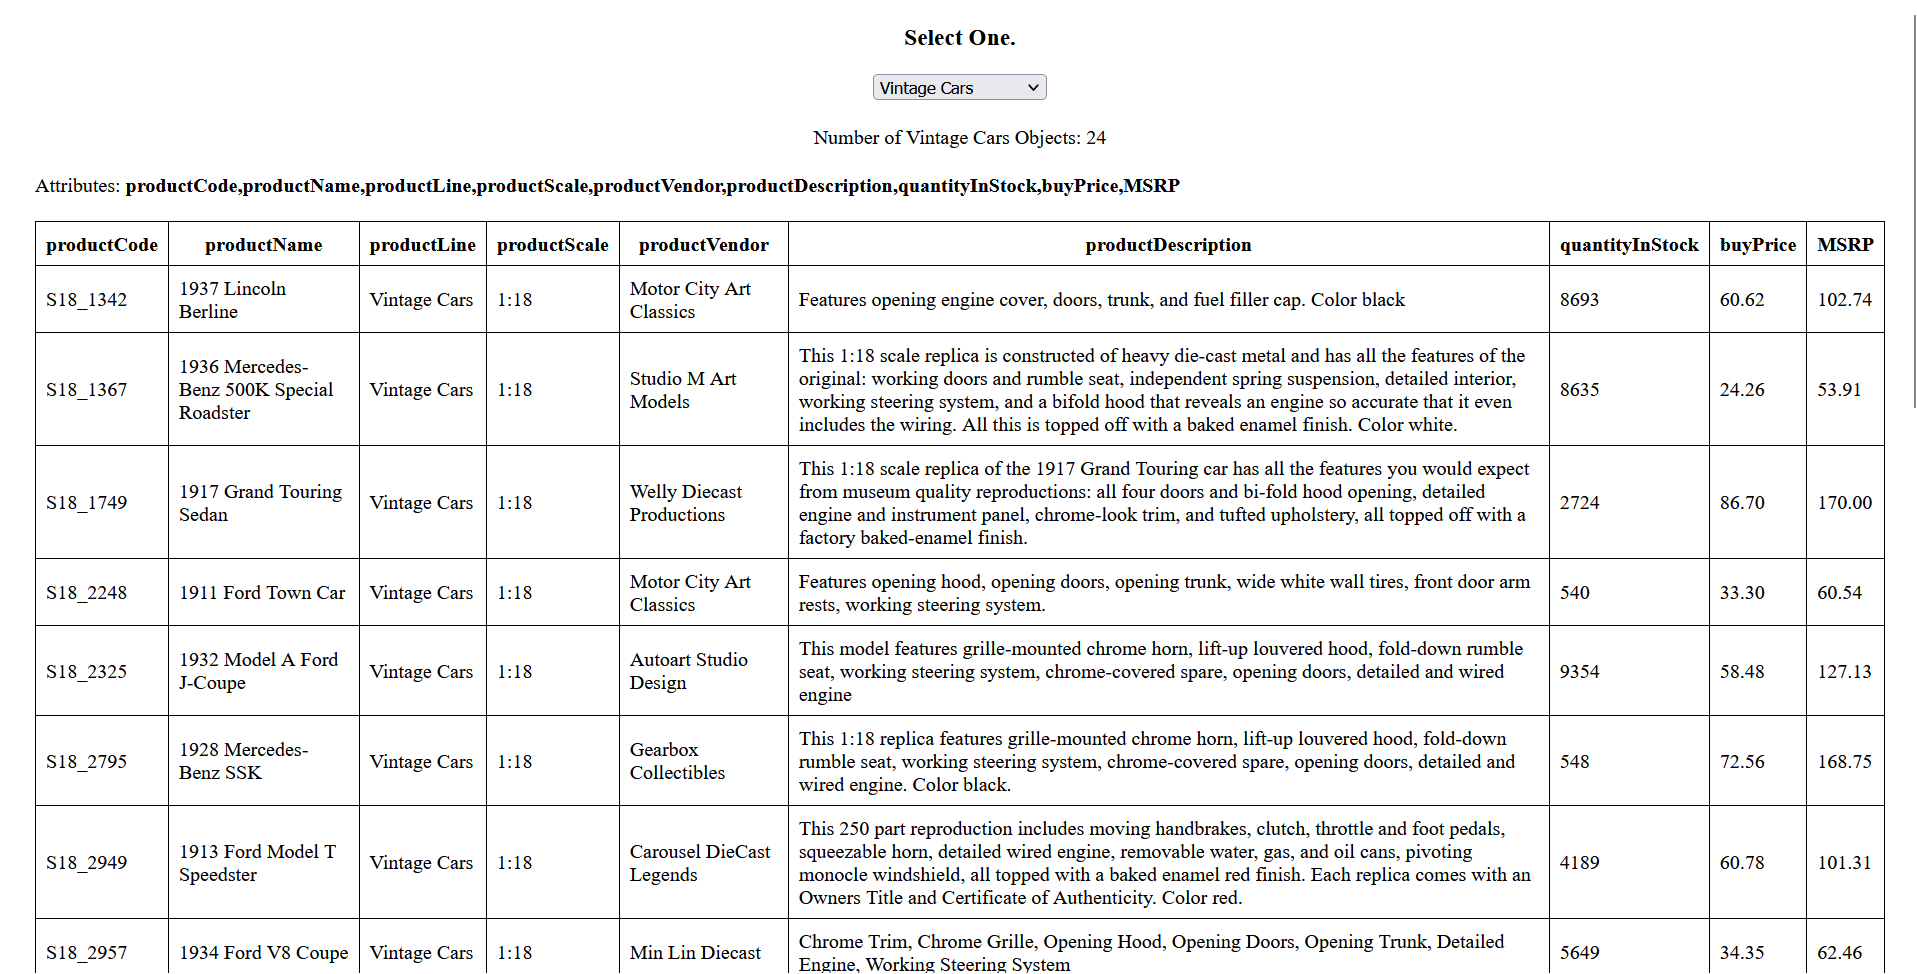 Select One.
Vintage Cars
Number of Vintage Cars Objects: 24
Attributes: productCode,productName,productLine,productScale,productVendor,productDescription,quantityInStock,buyPrice,MSRP
productCode productName productLine productScale productVendor productDescription quantityInStock buyPrice MSRP
S18_1342
1937 Lincoln
Berline
Vintage Cars
1:18
Motor City Art
Classics
Features opening engine cover, doors, trunk, and fuel filler cap. Color black
8693
60.62
102.74
S18_1367
1936 Mercedes-
Benz 500K Special
Roadster
Vintage Cars
1:18
Studio M Art
Models
This 1:18 scale replica is constructed of heavy die-cast metal and has all the features of the
original: working doors and rumble seat, independent spring suspension, detailed interior,
working steering system, and a bifold hood that reveals an engine so accurate that it even
includes the wiring. All this is topped off with a baked enamel finish. Color white.
8635
24.26
53.91
S18_1749
1917 Grand Touring
Sedan
Vintage Cars
1:18
Welly Diecast
Productions
This 1:18 scale replica of the 1917 Grand Touring car has all the features you would expect
from museum quality reproductions: all four doors and bi-fold hood opening, detailed
engine and instrument panel, chrome-look trim, and tufted upholstery, all topped off with a
factory baked-enamel finish.
2724
86.70
170.00
S18_2248
1911 Ford Town Car
Vintage Cars
1:18
Motor City Art
Classics
Features opening hood, opening doors, opening trunk, wide white wall tires, front door arm
rests, working steering system.
540
33.30
60.54
S18_2325
1932 Model A Ford
J-Coupe
Vintage Cars
1:18
Autoart Studio
Design
This model features grille-mounted chrome horn, lift-up louvered hood, fold-down rumble
seat, working steering system, chrome-covered spare, opening doors, detailed and wired
engine
9354
58.48
127.13
S18_2795
1928 Mercedes-
Benz SSK
Vintage Cars
1:18
Gearbox
Collectibles
This 1:18 replica features grille-mounted chrome horn, lift-up louvered hood, fold-down
rumble seat, working steering system, chrome-covered spare, opening doors, detailed and
wired engine. Color black.
548
72.56
168.75
S18_2949
1913 Ford Model T
Speedster
Vintage Cars
1:18
Carousel DieCast
Legends
This 250 part reproduction includes moving handbrakes, clutch, throttle and foot pedals,
squeezable horn, detailed wired engine, removable water, gas, and oil cans, pivoting
monocle windshield, all topped with a baked enamel red finish. Each replica comes with an
Owners Title and Certificate of Authenticity. Color red.
4189
60.78
101.31
S18_2957
1934 Ford V8 Coupe
Vintage Cars
1:18
Min Lin Diecast
Chrome Trim, Chrome Grille, Opening Hood, Opening Doors, Opening Trunk, Detailed
Engine, Working Steering System
5649
34.35
62.46